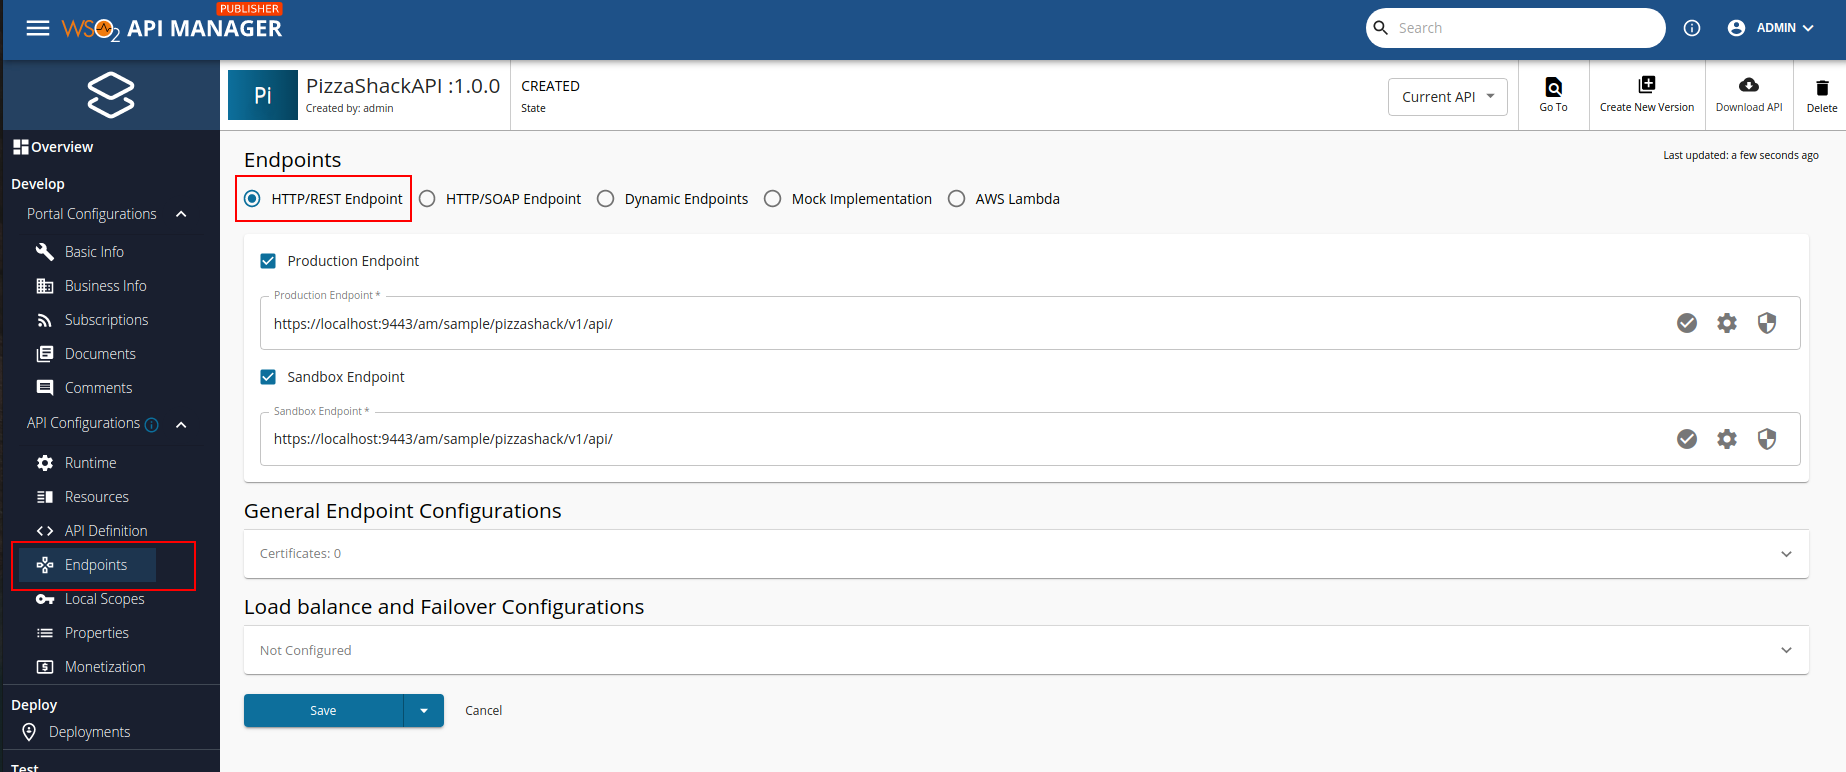 PUBLISHER
WSO2 API MANAGER
Search
ADMIN
Pi
PizzaShackAPI :1.0.0
Created by: admin
CREATED
State
Current API
Go To
Create New Version
Download API
Delete
Overview
Develop
Portal Configurations
Basic Info
Business Info
Subscriptions
Documents
Comments
API Configurations
Runtime
Resources
API Definition
Endpoints
Local Scopes
Properties
Monetization
Deploy
Deployments
Test
Endpoints
Last updated: a few seconds ago
HTTP/REST Endpoint
HTTP/SOAP Endpoint
Dynamic Endpoints
Mock Implementation
AWS Lambda
Production Endpoint
Production Endpoint *
https://localhost:9443/am/sample/pizzashack/v1/api/
Sandbox Endpoint
Sandbox Endpoint *
https://localhost:9443/am/sample/pizzashack/v1/api/
General Endpoint Configurations
Certificates: 0
Load balance and Failover Configurations
Not Configured
Save
Cancel